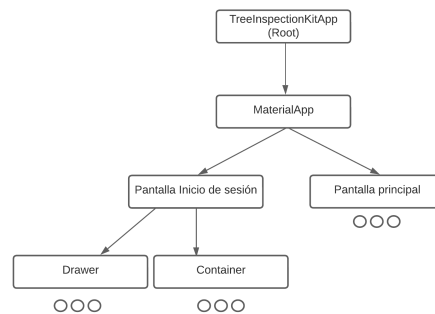 TreeInspectionKitApp
(Root)
MaterialApp
Pantalla Inicio de sesión
Pantalla principal
Drawer
Container